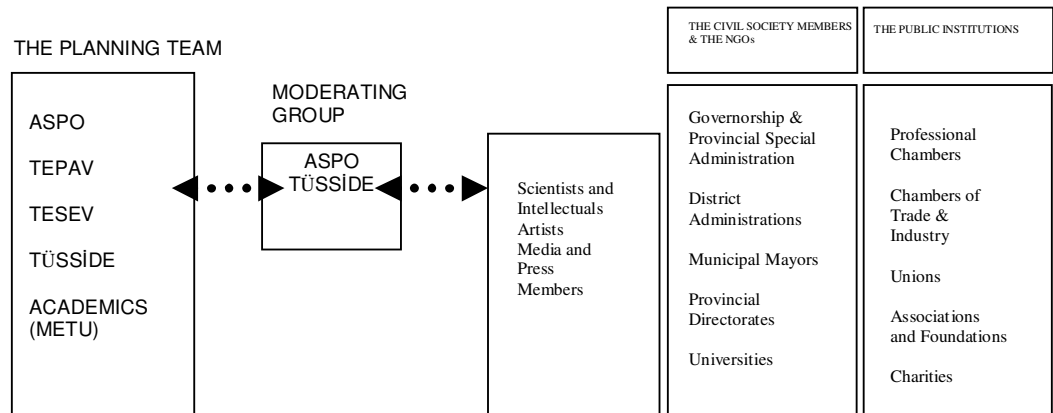 THE PLANNING TEAM
ASPO
TEPAV
TESEV
TÜSSİDE
ACADEMICS
(METU)
MODERATING
GROUP
ASPO
TÜSSİDE
Scientists and
Intellectuals
Artists
Media and
Press
Members
THE CIVIL SOCIETY MEMBERS
& THE NGOs
Governorship &
Provincial Special
Administration
District
Administrations
Municipal Mayors
Provincial
Directorates
Universities
THE PUBLIC INSTITUTIONS
Professional
Chambers
Chambers of
Trade &
Industry
Unions
Associations
and Foundations
Charities